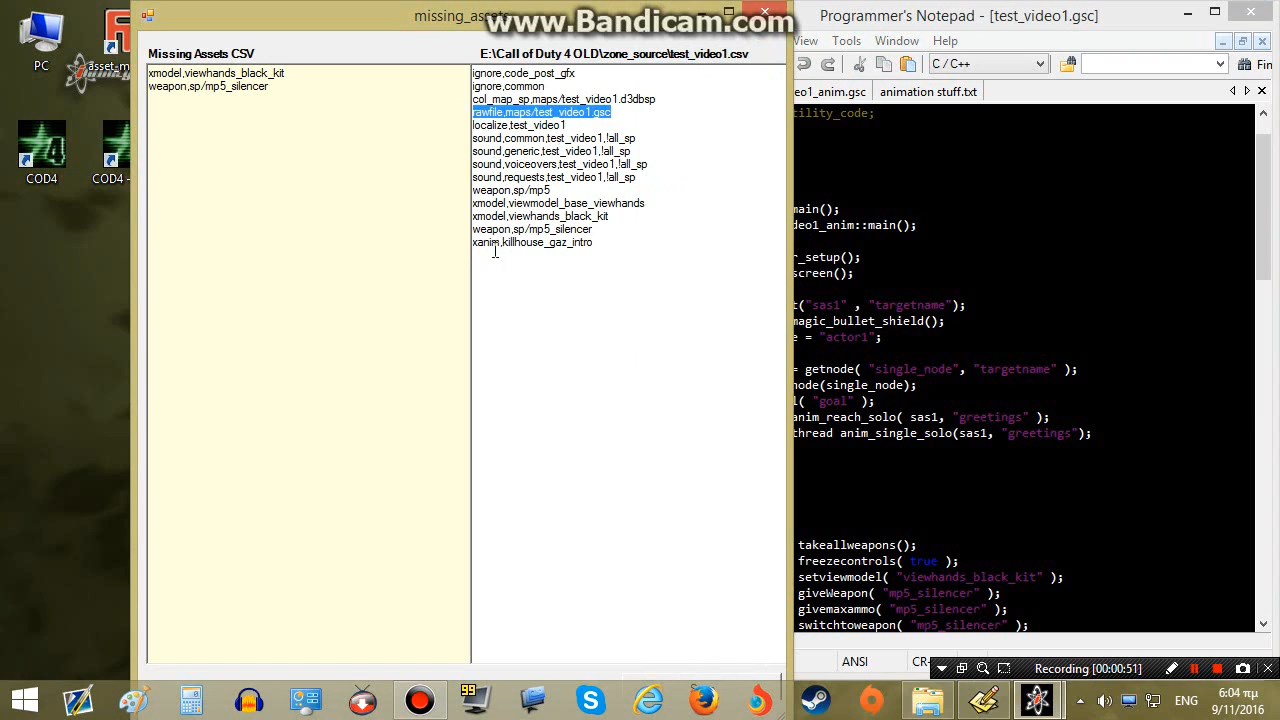 missing_assets
www.Bandicam.com
Programmer's Notepad - [test_video1.gsc]
PC
asset-m
COD4
COD4 -
Missing Assets CSV
xmodel,viewhands_black_kit
weapon,sp/mp5_silencer
E:\Call of Duty 4 OLD\zone_source\test_video1.csv
ignore,code_post_gfx
ignore,common
col_map_sp,maps/test_video1.d3dbsp
rawfile,maps/test_video1.gsc
localize,test_video1
sound,common,test_video1,!all_sp
sound,generic,test_video1,!all_sp
sound,voiceovers,test_video1,!all_sp
sound,requests,test_video1,!all_sp
weapon,sp/mp5
xmodel,viewmodel_base_viewhands
xmodel,viewhands_black_kit
weapon,sp/mp5_silencer
xanim,killhouse_gaz_intro
View Tools Window Help
C / C++
Fin
eo1_anim.gsc animation stuff.txt
tility_code;
main();
deo1_anim::main();
r_setup();
screen();
t("sas1" , "targetname");
magic_bullet_shield();
e = "actor1";
= getnode( "single_node", "targetname" );
node(single_node);
l( "goal" );
anim_reach_solo( sas1, "greetings" );
thread anim_single_solo(sas1, "greetings");
takeallweapons();
freezecontrols( true );
setviewmodel( "viewhands_black_kit" );
giveWeapon( "mp5_silencer" );
givemaxammo( "mp5_silencer" );
switchtoweapon( "mp5_silencer" );
ANSI CR-
Recording [00:00:51]
99
ENG
6:04 πμ
9/11/2016